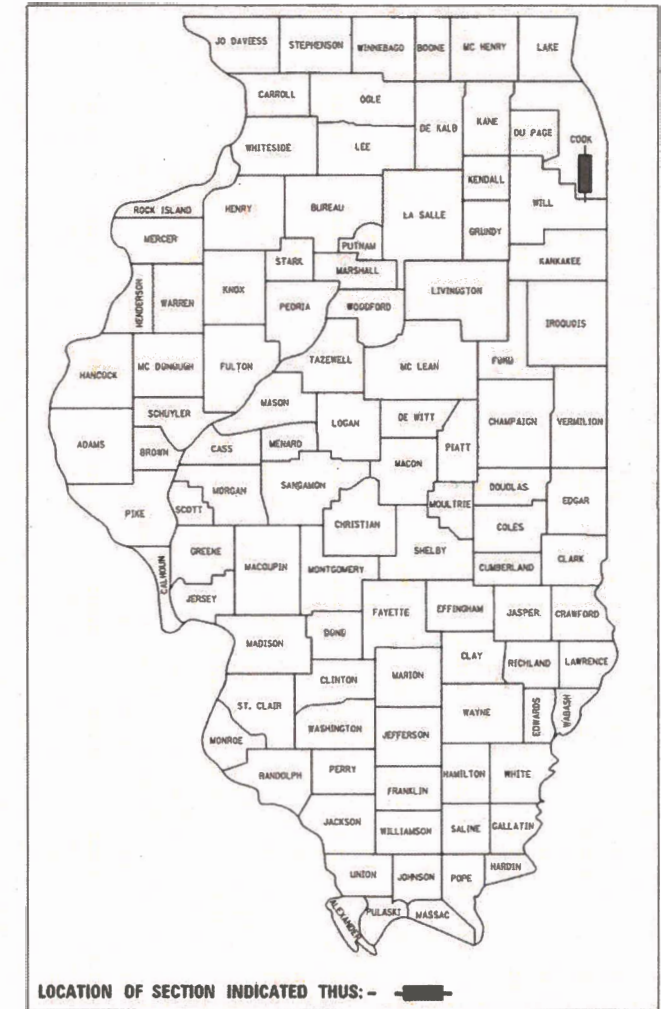 JO DAVIESS STEPHENSON WINNEBAGO BOONE MC HENRY LAKE
CARROLL OGLE DE KALB KANE DU PAGE COOK
WHITESIDE LEE KENDALL WILL
ROCK ISLAND HENRY BUREAU LA SALLE GRUNDY
MERCER STARK PUTNAM KANKAKEE
HENDERSON WARREN KNOX MARSHALL LIVINGSTON IROQUOIS
PEORIA WOODFORD
HANCOCK MC DONOUGH FULTON TAZEWELL MC LEAN FORD
SCHUYLER MASON LOGAN DE WITT CHAMPAIGN VERMILION
ADAMS BROWN CASS MENARD MACON PIATT
PIKE SCOTT MORGAN SANGAMON MOULTRIE DOUGLAS EDGAR
CHRISTIAN COLES
CALHOUN GREENE MACOUPIN MONTGOMERY SHELBY CUMBERLAND CLARK
JERSEY FAYETTE EFFINGHAM JASPER CRAWFORD
MADISON BOND CLAY RICHLAND LAWRENCE
CLINTON MARION
ST. CLAIR WASHINGTON JEFFERSON WAYNE EDWARDS WABASH
MONROE
RANDOLPH PERRY FRANKLIN HAMILTON WHITE
JACKSON WILLIAMSON SALINE GALLATIN
UNION JOHNSON POPE HARDIN
ALEXANDER PULASKI MASSAC
LOCATION OF SECTION INDICATED THUS: -